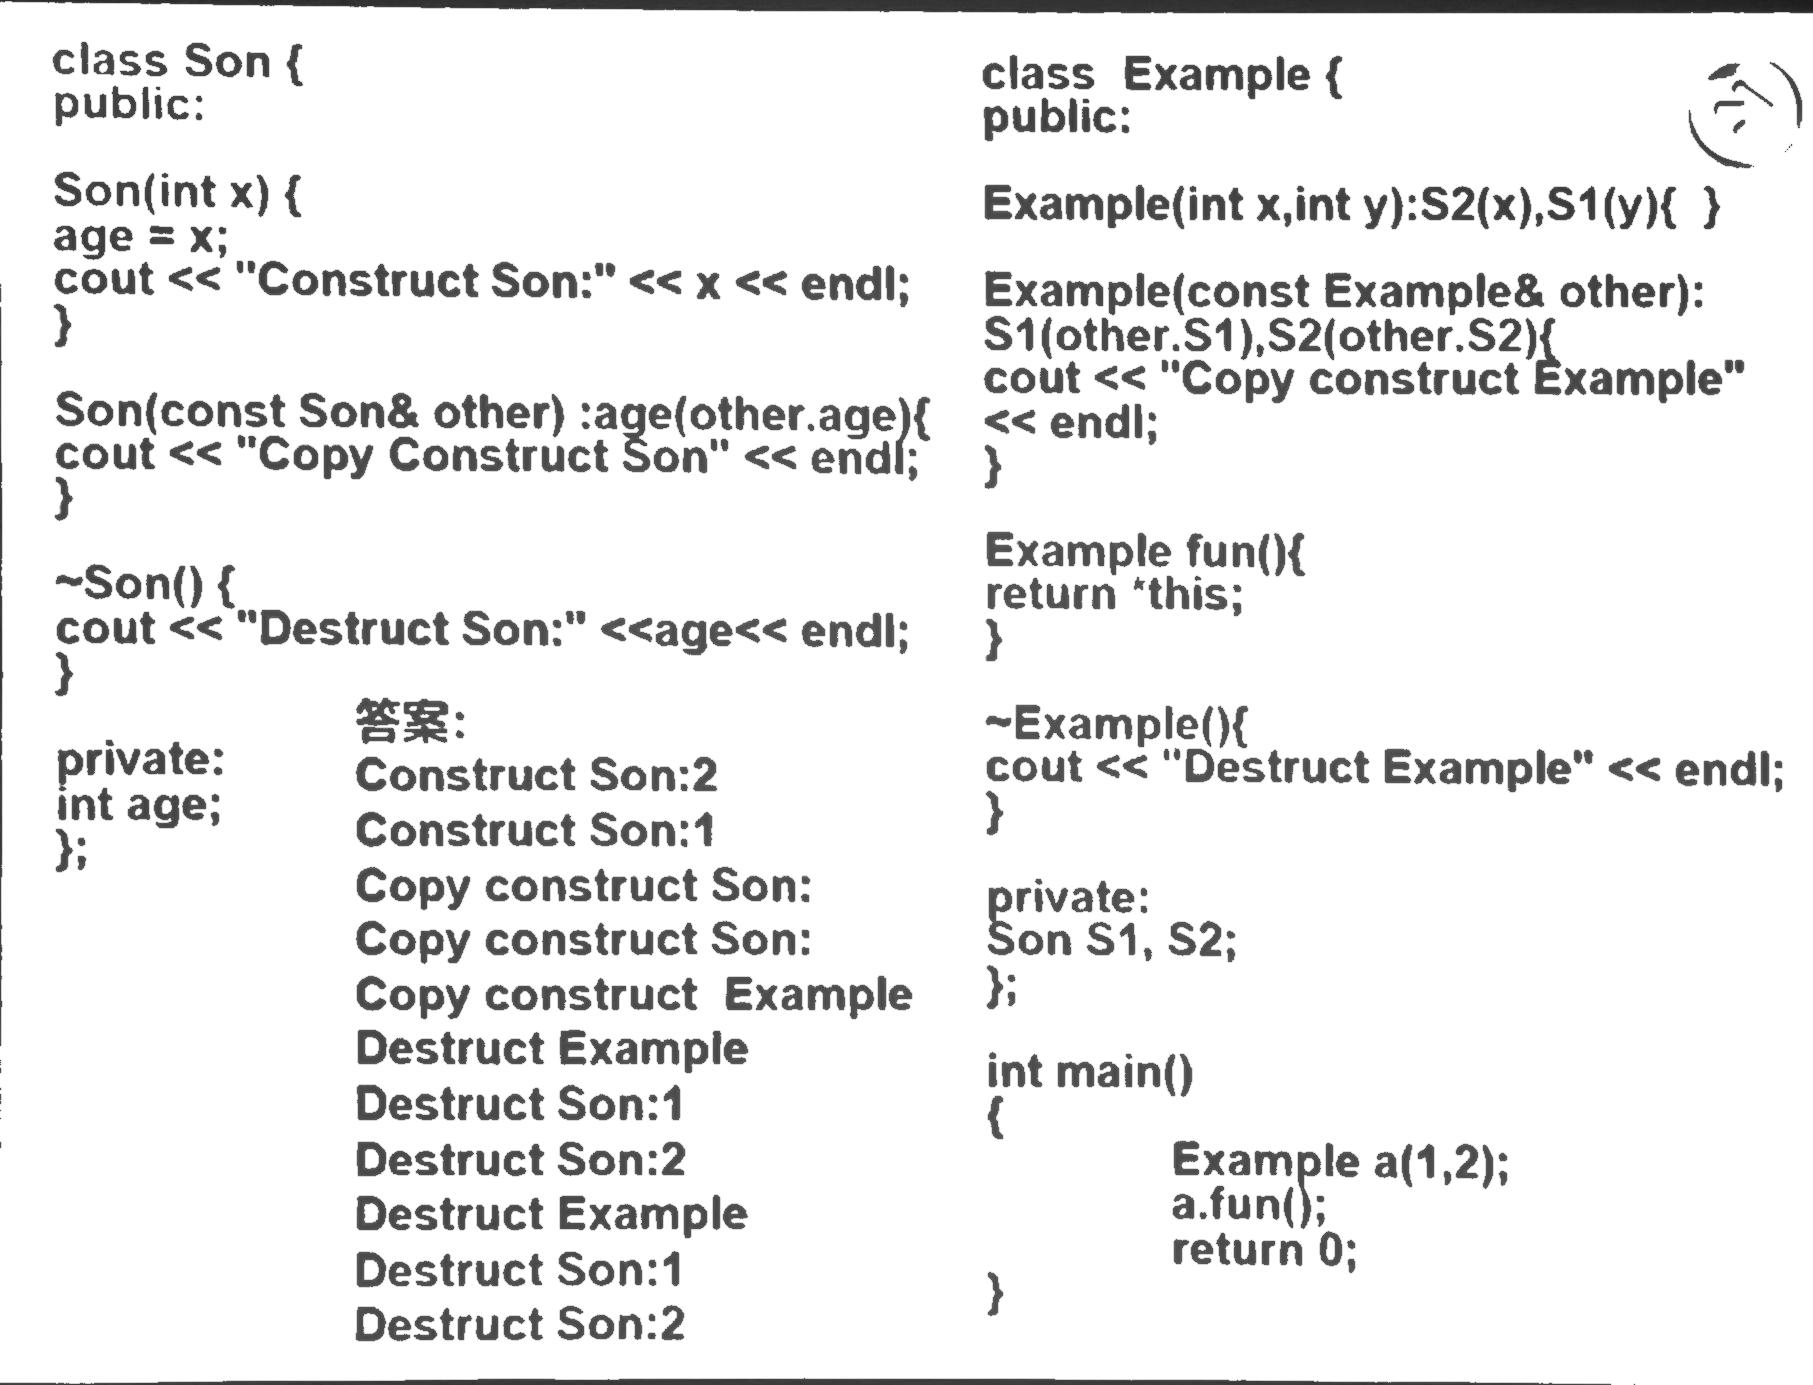 class Son {
public:
Son(int x) {
age = x;
cout << "Construct Son:" << x << endl;
}
Son(const Son& other) :age(other.age){
cout << "Copy Construct Son" << endl;
}
~Son() {
cout << "Destruct Son:" <<age<< endl;
}
private:
int age;
};
答案:
Construct Son:2
Construct Son:1
Copy construct Son:
Copy construct Son:
Copy construct  Example
Destruct Example
Destruct Son:1
Destruct Son:2
Destruct Example
Destruct Son:1
Destruct Son:2
class  Example {
public:
Example(int x,int y):S2(x),S1(y){  }
Example(const Example& other):
S1(other.S1),S2(other.S2){
cout << "Copy construct Example"
<< endl;
}
Example fun(){
return *this;
}
~Example(){
cout << "Destruct Example" << endl;
}
private:
Son S1, S2;
};
int main()
{
Example a(1,2);
a.fun();
return 0;
}